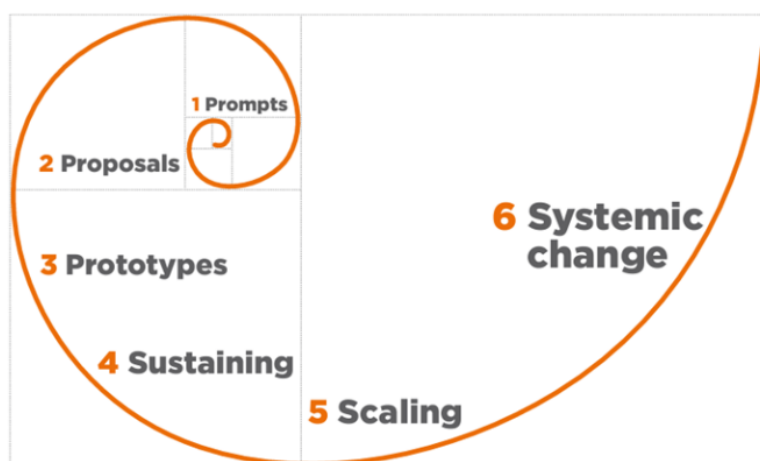 1 Prompts
2 Proposals
3 Prototypes
4 Sustaining
5 Scaling
6 Systemic
change